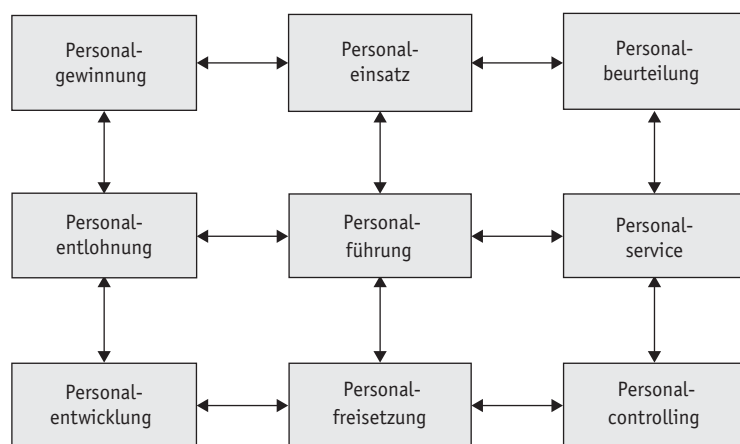 Personal-
gewinnung
Personal-
einsatz
Personal-
beurteilung
Personal-
entlohnung
Personal-
führung
Personal-
service
Personal-
entwicklung
Personal-
freisetzung
Personal-
controlling